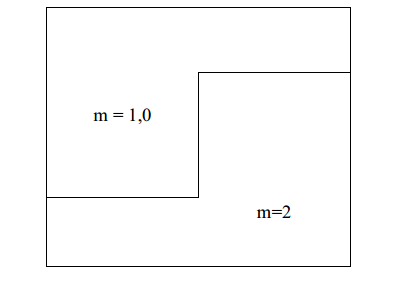 m = 1,0
m=2